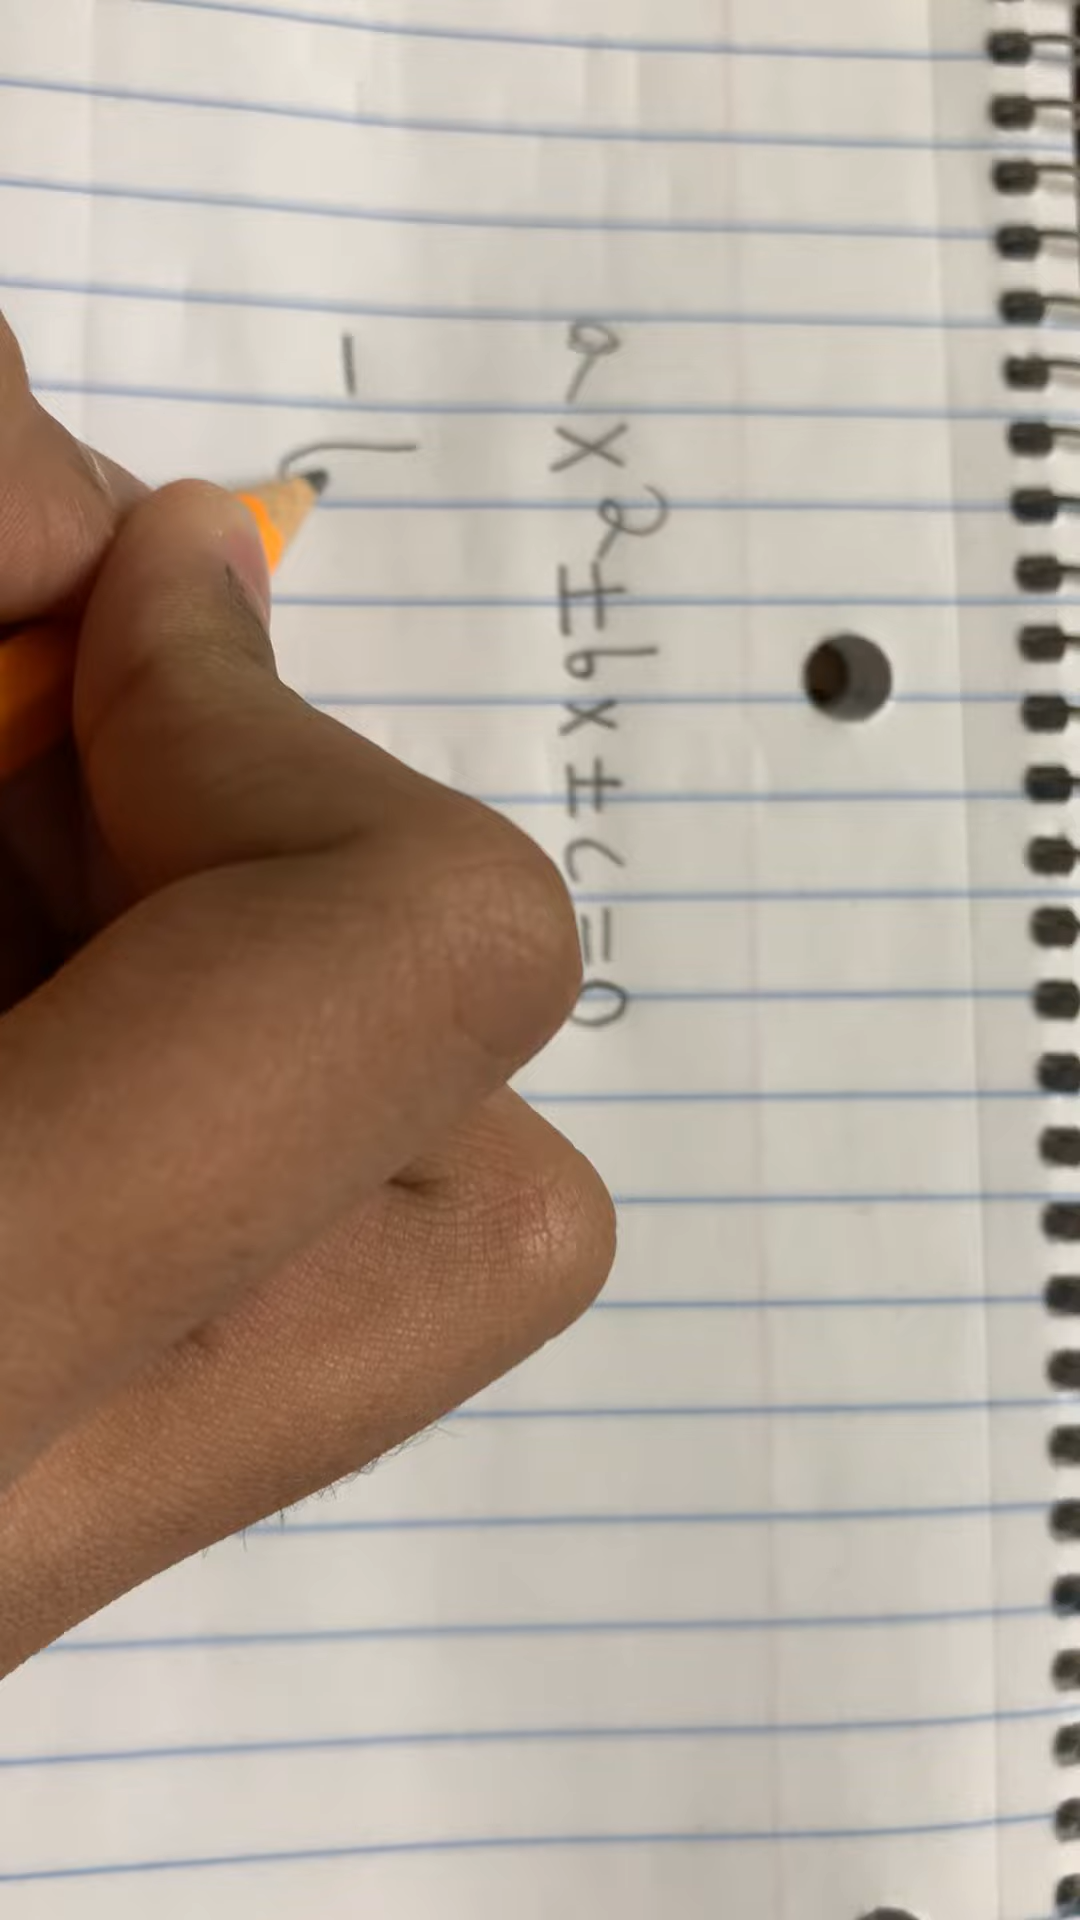 ax² ± bx ± c = 0
-